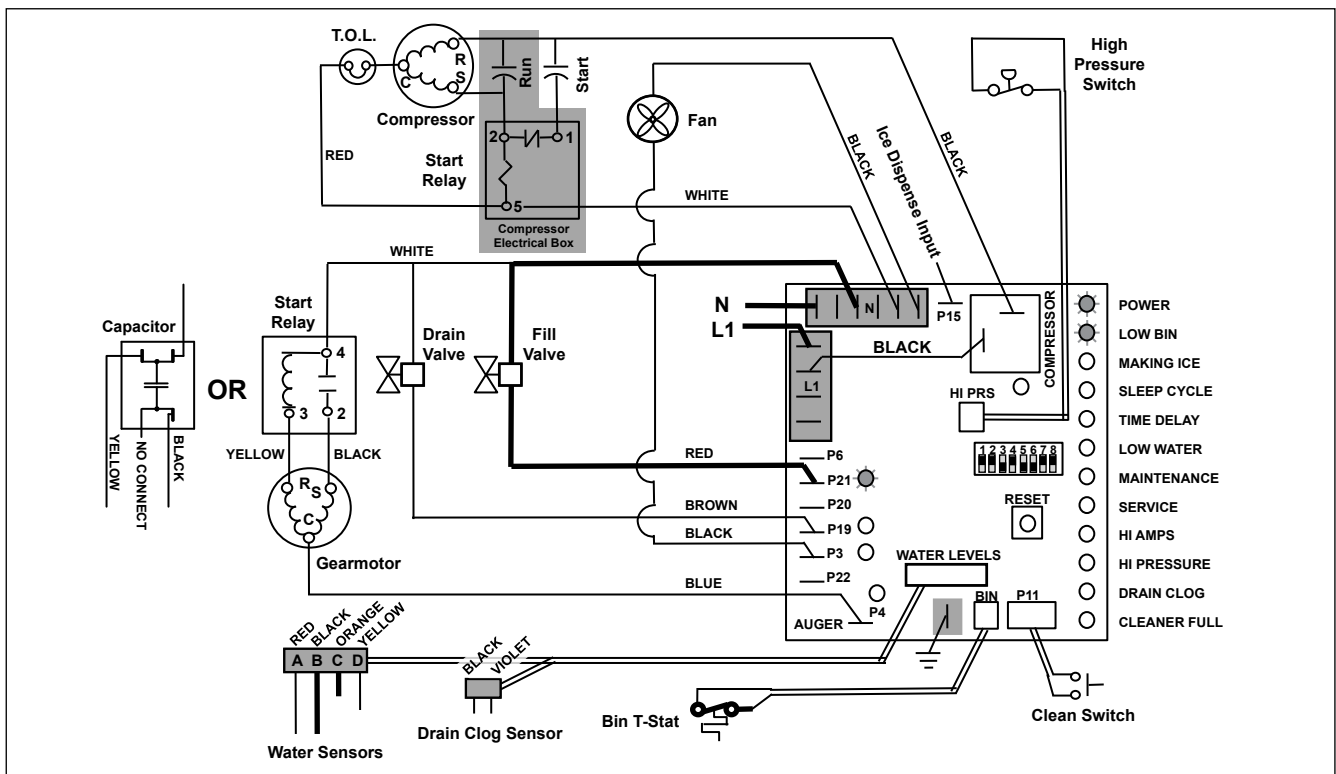 T.O.L.
R
S
C
Run
Start
Compressor
High
Pressure
Switch
Fan
BLACK
Ice Dispense Input
BLACK
RED
Start
Relay
2
1
5
WHITE
Compressor
Electrical Box
WHITE
Start
Relay
Capacitor
OR
4
3
2
YELLOW
NO CONNECT
BLACK
YELLOW
BLACK
R
S
C
Gearmotor
Drain
Valve
Fill
Valve
N
L1
N
P15
BLACK
L1
COMPRESSOR
HI PRS
1 2 3 4 5 6 7 8
RESET
POWER
LOW BIN
MAKING ICE
SLEEP CYCLE
TIME DELAY
LOW WATER
MAINTENANCE
SERVICE
HI AMPS
HI PRESSURE
DRAIN CLOG
CLEANER FULL
RED
P6
P21
BROWN
P20
P19
BLACK
P3
P22
BLUE
P4
AUGER
WATER LEVELS
BIN
P11
RED
BLACK
ORANGE
YELLOW
A B C D
Water Sensors
BLACK
VIOLET
Drain Clog Sensor
Bin T-Stat
Clean Switch